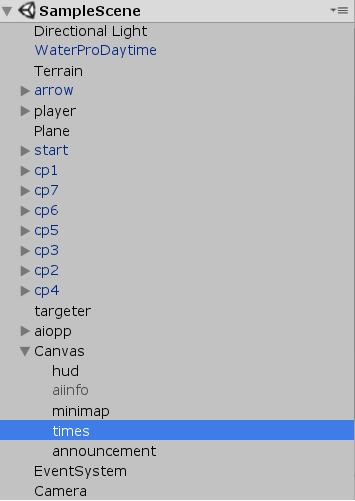 SampleScene
Directional Light
WaterProDaytime
Terrain
arrow
player
Plane
start
cp1
cp7
cp6
cp5
cp3
cp2
cp4
targeter
aiopp
Canvas
hud
aiinfo
minimap
times
announcement
EventSystem
Camera